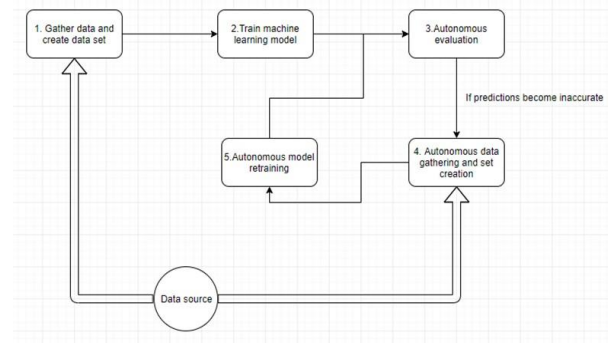 1. Gather data and
create data set
2.Train machine
learning model
3.Autonomous
evaluation
If predictions become inaccurate
4. Autonomous data
gathering and set
creation
5.Autonomous model
retraining
Data source